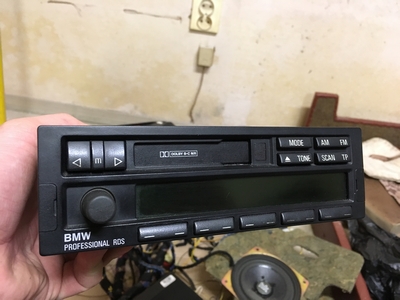 MODE AM FM
DOLBY B-C NR
TONE SCAN TP
BMW
PROFESSIONAL RDS